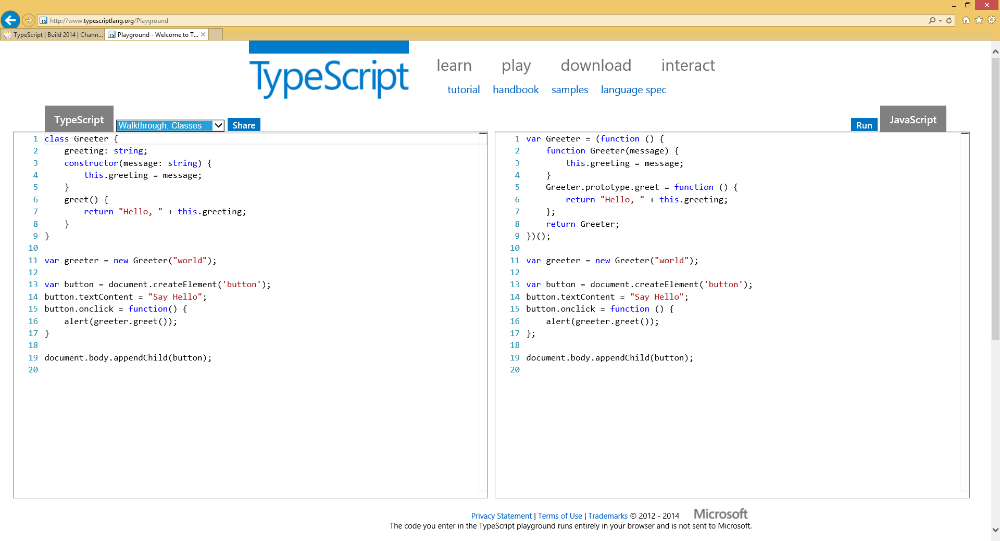 http://www.typescriptlang.org/Playground
TypeScript | Build 2014 | Chann...
Playground - Welcome to T...
TypeScript
learn play download interact
tutorial handbook samples language spec
TypeScript
Walkthrough: Classes
Share
Run
JavaScript
1 class Greeter {
2     greeting: string;
3     constructor(message: string) {
4         this.greeting = message;
5     }
6     greet() {
7         return "Hello, " + this.greeting;
8     }
9 }
10
11 var greeter = new Greeter("world");
12
13 var button = document.createElement('button');
14 button.textContent = "Say Hello";
15 button.onclick = function() {
16     alert(greeter.greet());
17 }
18
19 document.body.appendChild(button);
20
1 var Greeter = (function () {
2     function Greeter(message) {
3         this.greeting = message;
4     }
5     Greeter.prototype.greet = function () {
6         return "Hello, " + this.greeting;
7     };
8     return Greeter;
9 })();
10
11 var greeter = new Greeter("world");
12
13 var button = document.createElement('button');
14 button.textContent = "Say Hello";
15 button.onclick = function () {
16     alert(greeter.greet());
17 };
18
19 document.body.appendChild(button);
20
Privacy Statement | Terms of Use | Trademarks © 2012 - 2014 Microsoft
The code you enter in the TypeScript playground runs entirely in your browser and is not sent to Microsoft.